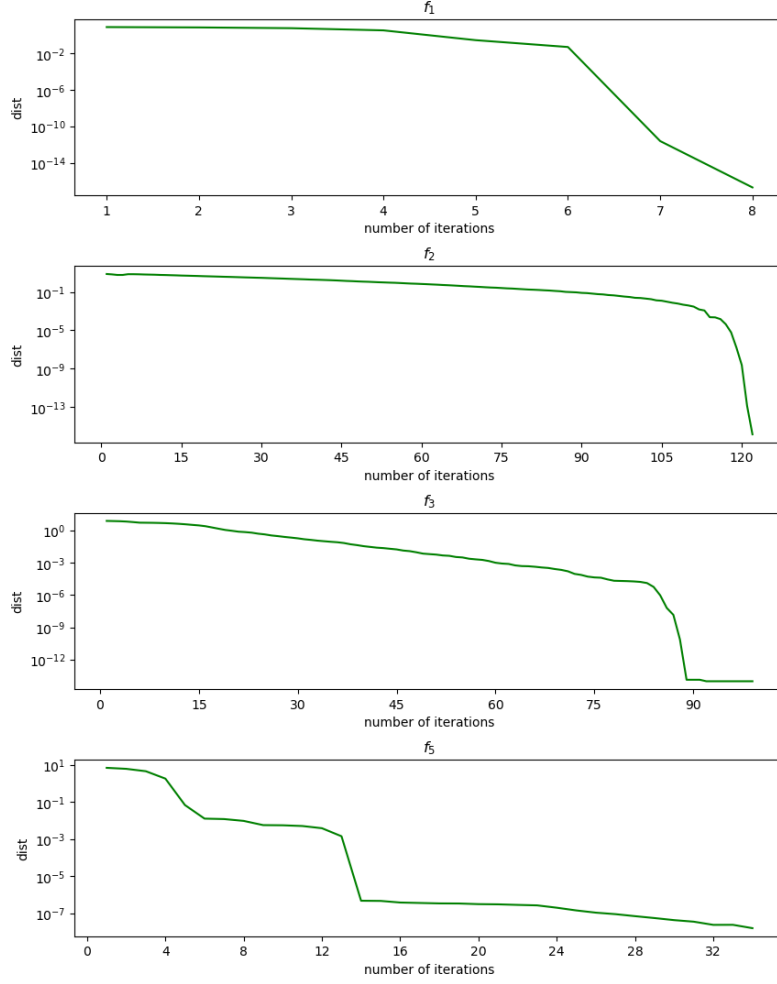 f₁
10⁻²
10⁻⁶
10⁻¹⁰
10⁻¹⁴
dist
1 2 3 4 5 6 7 8
number of iterations
f₂
10⁻¹
10⁻⁵
10⁻⁹
10⁻¹³
dist
0 15 30 45 60 75 90 105 120
number of iterations
f₃
10⁰
10⁻³
10⁻⁶
10⁻⁹
10⁻¹²
dist
0 15 30 45 60 75 90
number of iterations
f₅
10¹
10⁻¹
10⁻³
10⁻⁵
10⁻⁷
dist
0 4 8 12 16 20 24 28 32
number of iterations